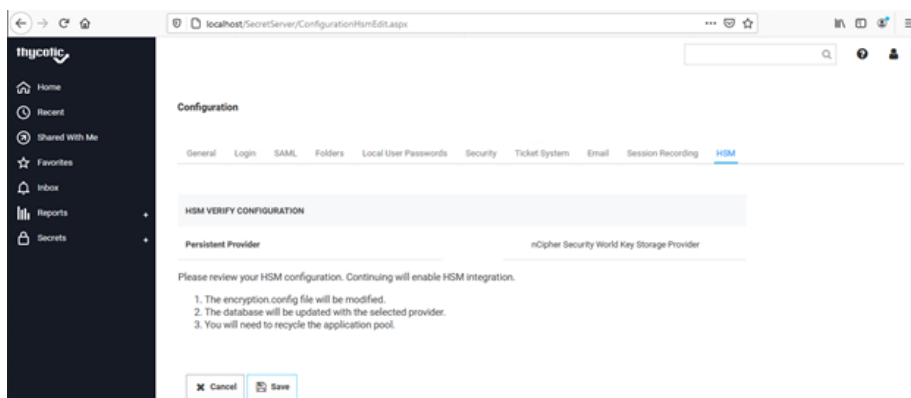 localhost/SecretServer/ConfigurationHsmEdit.aspx
thycotic
Home
Recent
Shared With Me
Favorites
Inbox
Reports +
Secrets +
Configuration
General Login SAML Folders Local User Passwords Security Ticket System Email Session Recording HSM
HSM VERIFY CONFIGURATION
Persistent Provider nCipher Security World Key Storage Provider
Please review your HSM configuration. Continuing will enable HSM integration.
1. The encryption.config file will be modified.
2. The database will be updated with the selected provider.
3. You will need to recycle the application pool.
Cancel Save